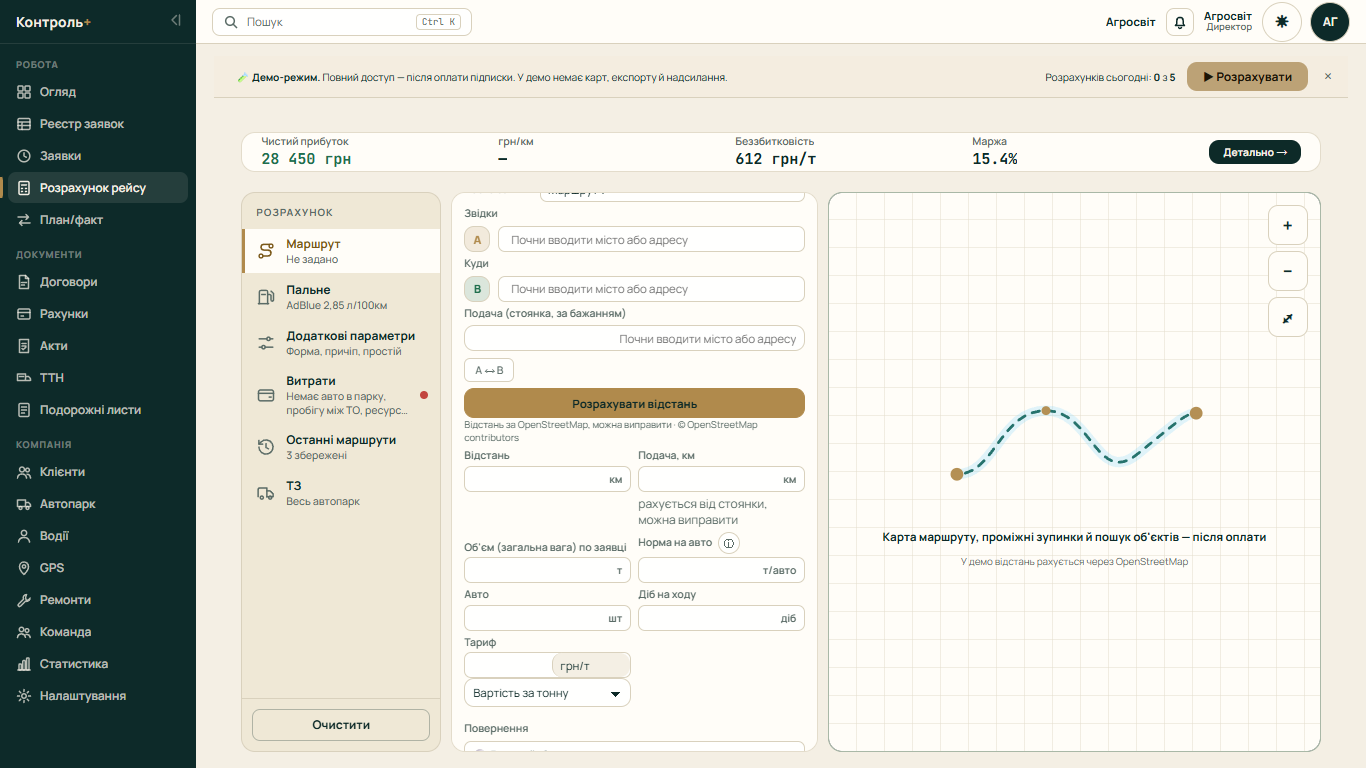 Контроль+
Пошук
Ctrl K
Агросвіт
Агросвіт
Директор
АГ
РОБОТА
Огляд
Реєстр заявок
Заявки
Розрахунок рейсу
План/факт
ДОКУМЕНТИ
Договори
Рахунки
Акти
ТТН
Подорожні листи
КОМПАНІЯ
Клієнти
Автопарк
Водії
GPS
Ремонти
Команда
Статистика
Налаштування
Демо-режим. Повний доступ — після оплати підписки. У демо немає карт, експорту й надсилання.
Розрахунків сьогодні: 0 з 5
▶ Розрахувати
×
Чистий прибуток
28 450 грн
грн/км
—
Беззбитковість
612 грн/т
Маржа
15.4%
Детально →
РОЗРАХУНОК
Маршрут
Не задано
Пальне
AdBlue 2,85 л/100км
Додаткові параметри
Форма, причіп, простій
Витрати
Немає авто в парку,
пробігу між ТО, ресурс...
Останні маршрути
3 збережені
ТЗ
Весь автопарк
Очистити
Звідки
A
Почни вводити місто або адресу
Куди
B
Почни вводити місто або адресу
Подача (стоянка, за бажанням)
Почни вводити місто або адресу
A ↔ B
Розрахувати відстань
Відстань за OpenStreetMap, можна виправити · © OpenStreetMap
contributors
Відстань
км
Подача, км
км
рахується від стоянки,
можна виправити
Об'єм (загальна вага) по заявці
т
Норма на авто
т/авто
Авто
шт
Діб на ходу
діб
Тариф
грн/т
Вартість за тонну
Повернення
+
−
Карта маршруту, проміжні зупинки й пошук об'єктів — після оплати
У демо відстань рахується через OpenStreetMap